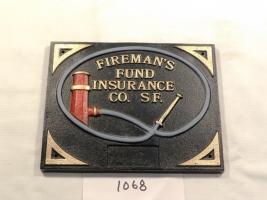 FIREMAN'S
FUND
INSURANCE
CO. S.F.
1068